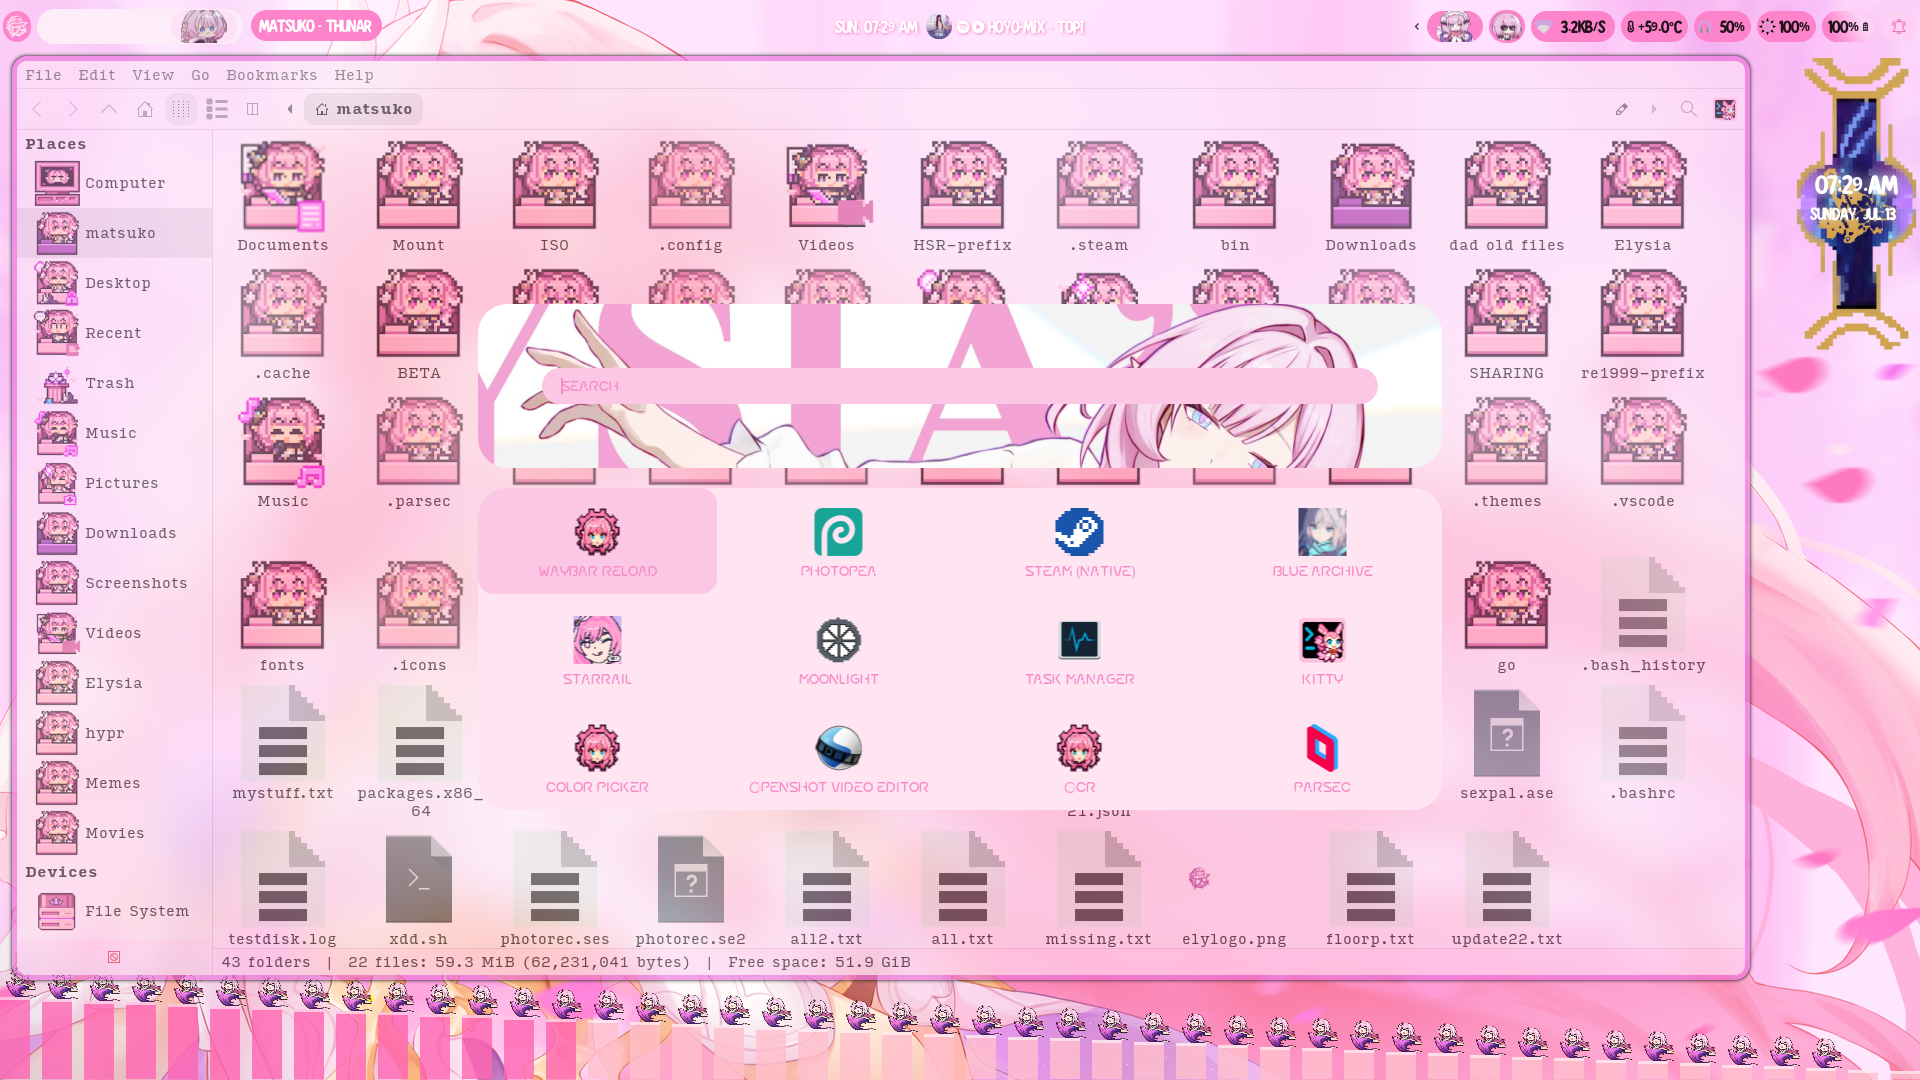 MATSUKO - THUNAR
SUN, 07:29 AM
HOYO-MIX - TOPI
3.2KB/S
+59.0°C
50%
100%
100%
File Edit View Go Bookmarks Help
matsuko
Places
Computer
matsuko
Desktop
Recent
Trash
Music
Pictures
Downloads
Screenshots
Videos
Elysia
hypr
Memes
Movies
Devices
File System
Documents Mount ISO .config Videos HSR-prefix .steam bin Downloads dad old files Elysia
.cache BETA SHARING re1999-prefix
Music .parsec .themes .vscode
fonts .icons go .bash_history
mystuff.txt packages.x86_64 21.json sexpal.ase .bashrc
testdisk.log xdd.sh photorec.ses photorec.se2 all2.txt all.txt missing.txt elylogo.png floorp.txt update22.txt
43 folders | 22 files: 59.3 MiB (62,231,041 bytes) | Free space: 51.9 GiB
YSIA'
SEARCH
WAYBAR RELOAD PHOTOPEA STEAM (NATIVE) BLUE ARCHIVE
STARRAIL MOONLIGHT TASK MANAGER KITTY
COLOR PICKER OPENSHOT VIDEO EDITOR OCR PARSEC
07:29 AM
SUNDAY, JUL 13